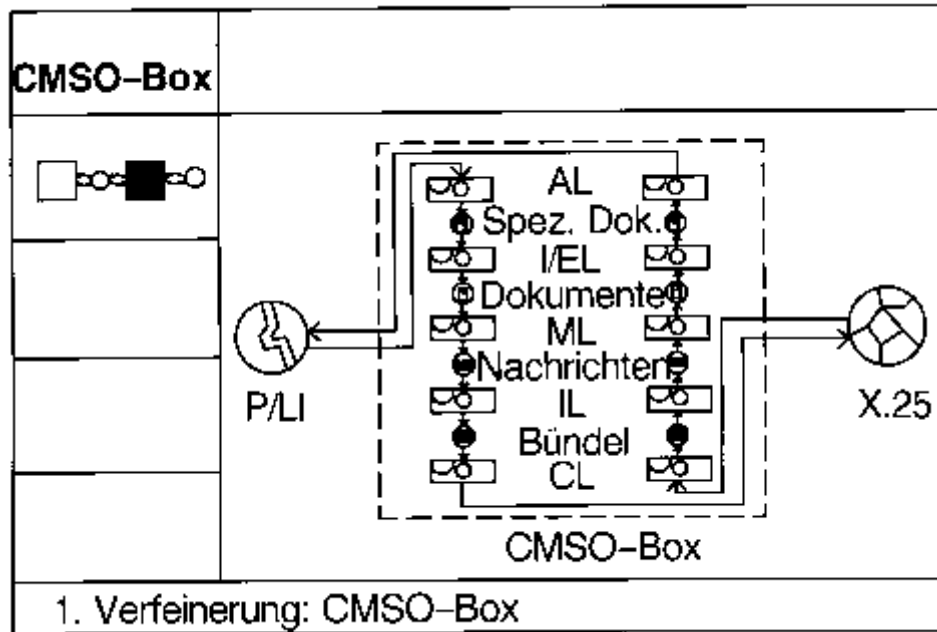 CMSO–Box
AL
Spez. Dok.
I/EL
Dokumente
ML
Nachrichten
P/LI
IL
X.25
Bündel
CL
CMSO–Box
1. Verfeinerung: CMSO–Box